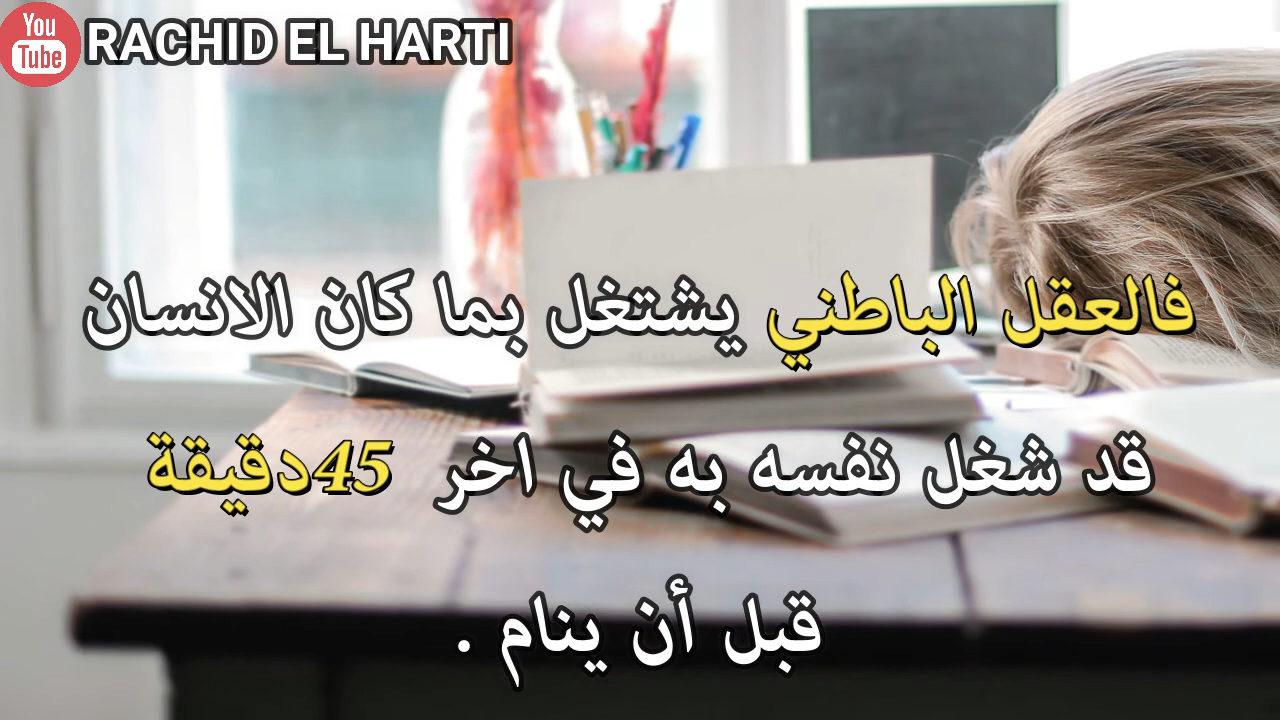 You
Tube
RACHID EL HARTI
فالعقل الباطني يشتغل بما كان الانسان
قد شغل نفسه به في اخر 45دقيقة
قبل أن ينام .